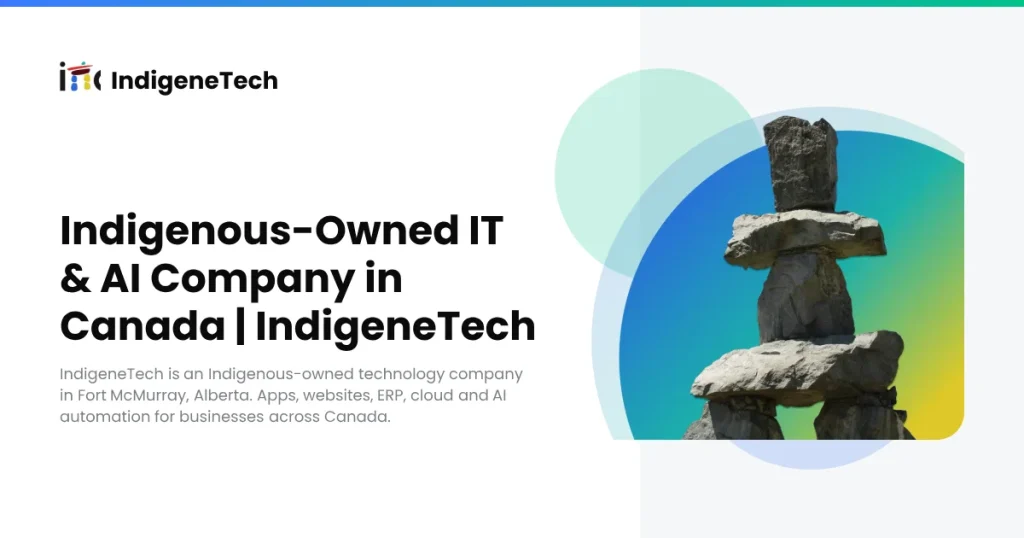 IndigeneTech
Indigenous-Owned IT
& AI Company in
Canada | IndigeneTech
IndigeneTech is an Indigenous-owned technology company
in Fort McMurray, Alberta. Apps, websites, ERP, cloud and AI
automation for businesses across Canada.